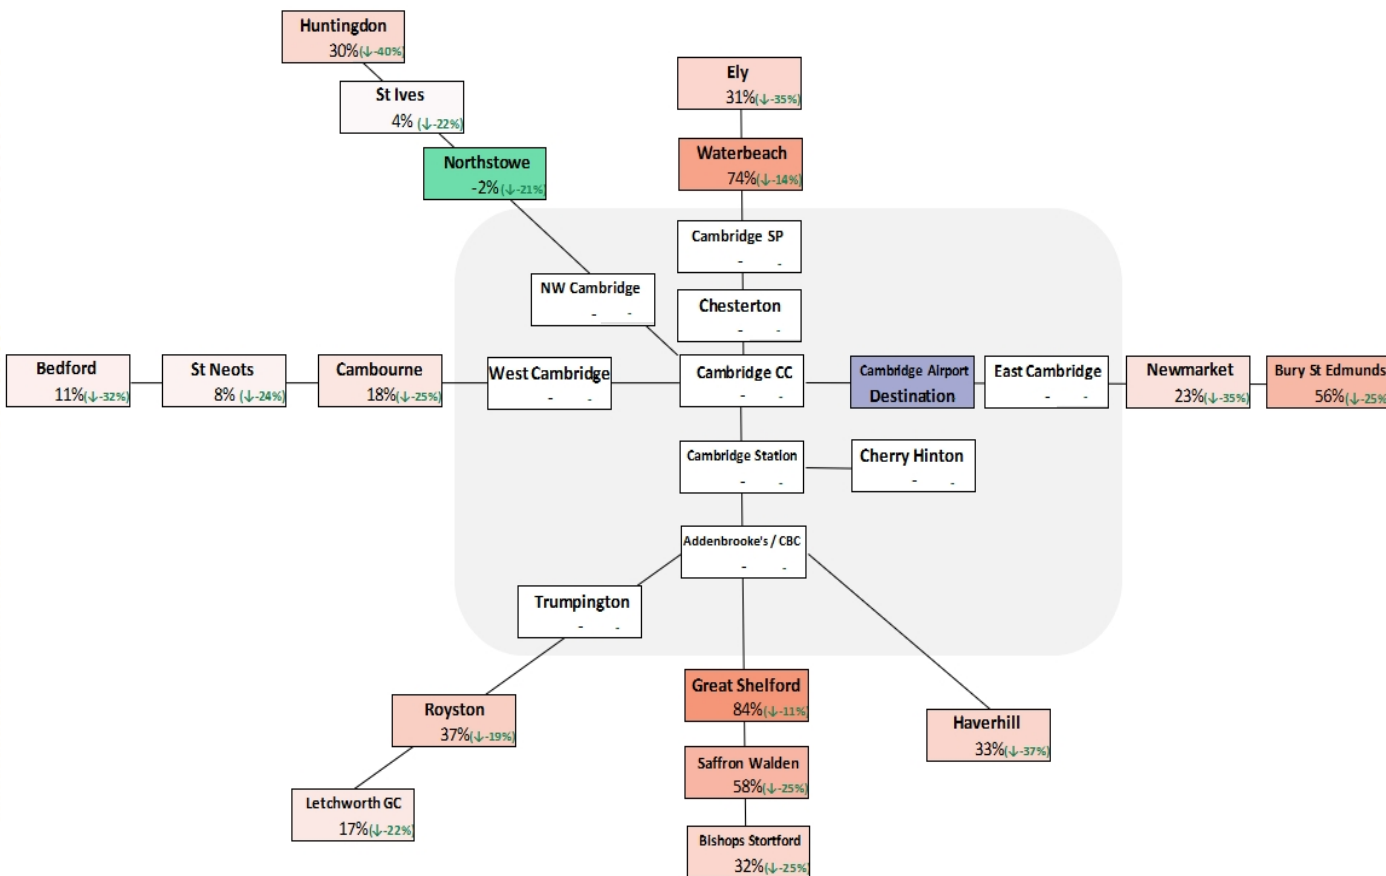 Huntingdon
30%(↓-40%)
St Ives
4% (↓-22%)
Northstowe
-2% (↓-21%)
Ely
31%(↓-35%)
Waterbeach
74%(↓-14%)
Cambridge SP
- -
NW Cambridge
- -
Chesterton
- -
Bedford
11%(↓-32%)
St Neots
8% (↓-24%)
Cambourne
18%(↓-25%)
West Cambridge
- -
Cambridge CC
- -
Cambridge Airport
Destination
East Cambridge
- -
Newmarket
23%(↓-35%)
Bury St Edmunds
56%(↓-25%
Cambridge Station
- -
Cherry Hinton
- -
Addenbrooke's / CBC
- -
Trumpington
- -
Royston
37%(↓-19%)
Letchworth GC
17%(↓-22%)
Great Shelford
84%(↓-11%)
Saffron Walden
58%(↓-25%)
Bishops Stortford
32%(↓-25%)
Haverhill
33%(↓-37%)